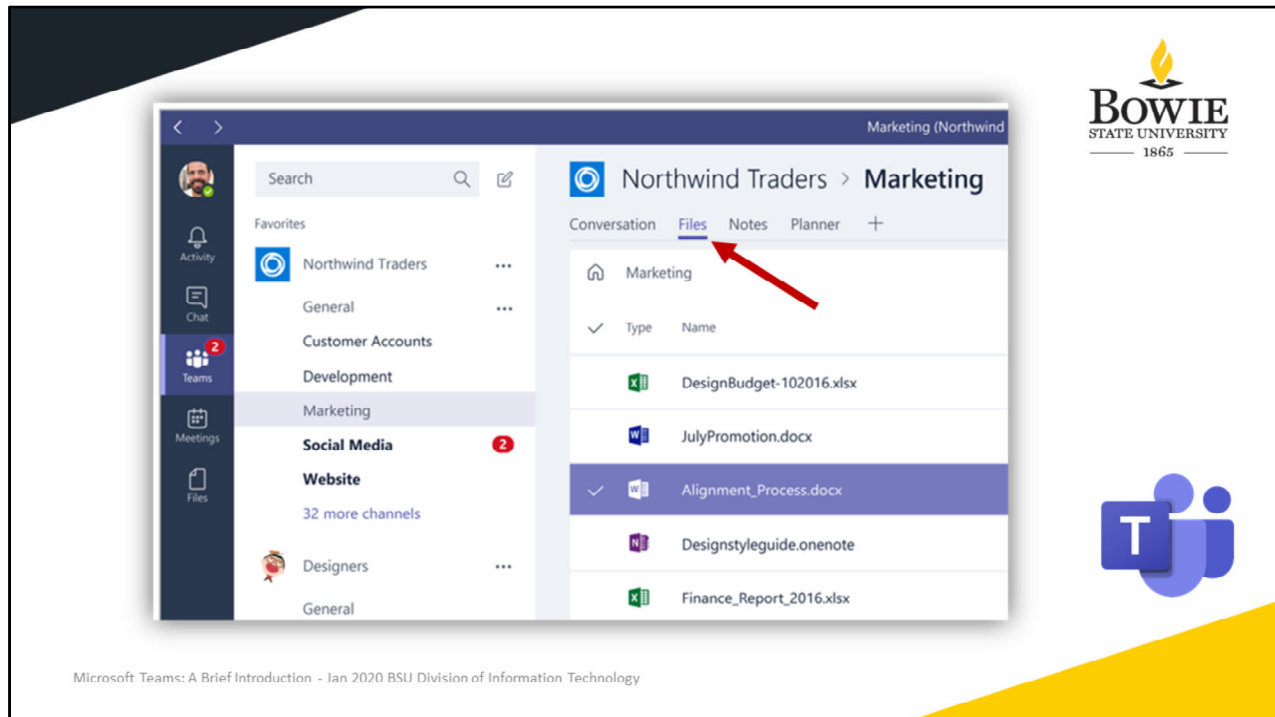 BOWIE
STATE UNIVERSITY
1865
Marketing (Northwind
Search
Favorites
Northwind Traders ...
General ...
Customer Accounts
Development
Marketing
Social Media 2
Website
32 more channels
Designers ...
General
Activity
Chat
2
Teams
Meetings
Files
Northwind Traders > Marketing
Conversation Files Notes Planner +
Marketing
Type Name
DesignBudget-102016.xlsx
JulyPromotion.docx
Alignment_Process.docx
Designstyleguide.onenote
Finance_Report_2016.xlsx
T
Microsoft Teams: A Brief Introduction - Jan 2020 BSU Division of Information Technology